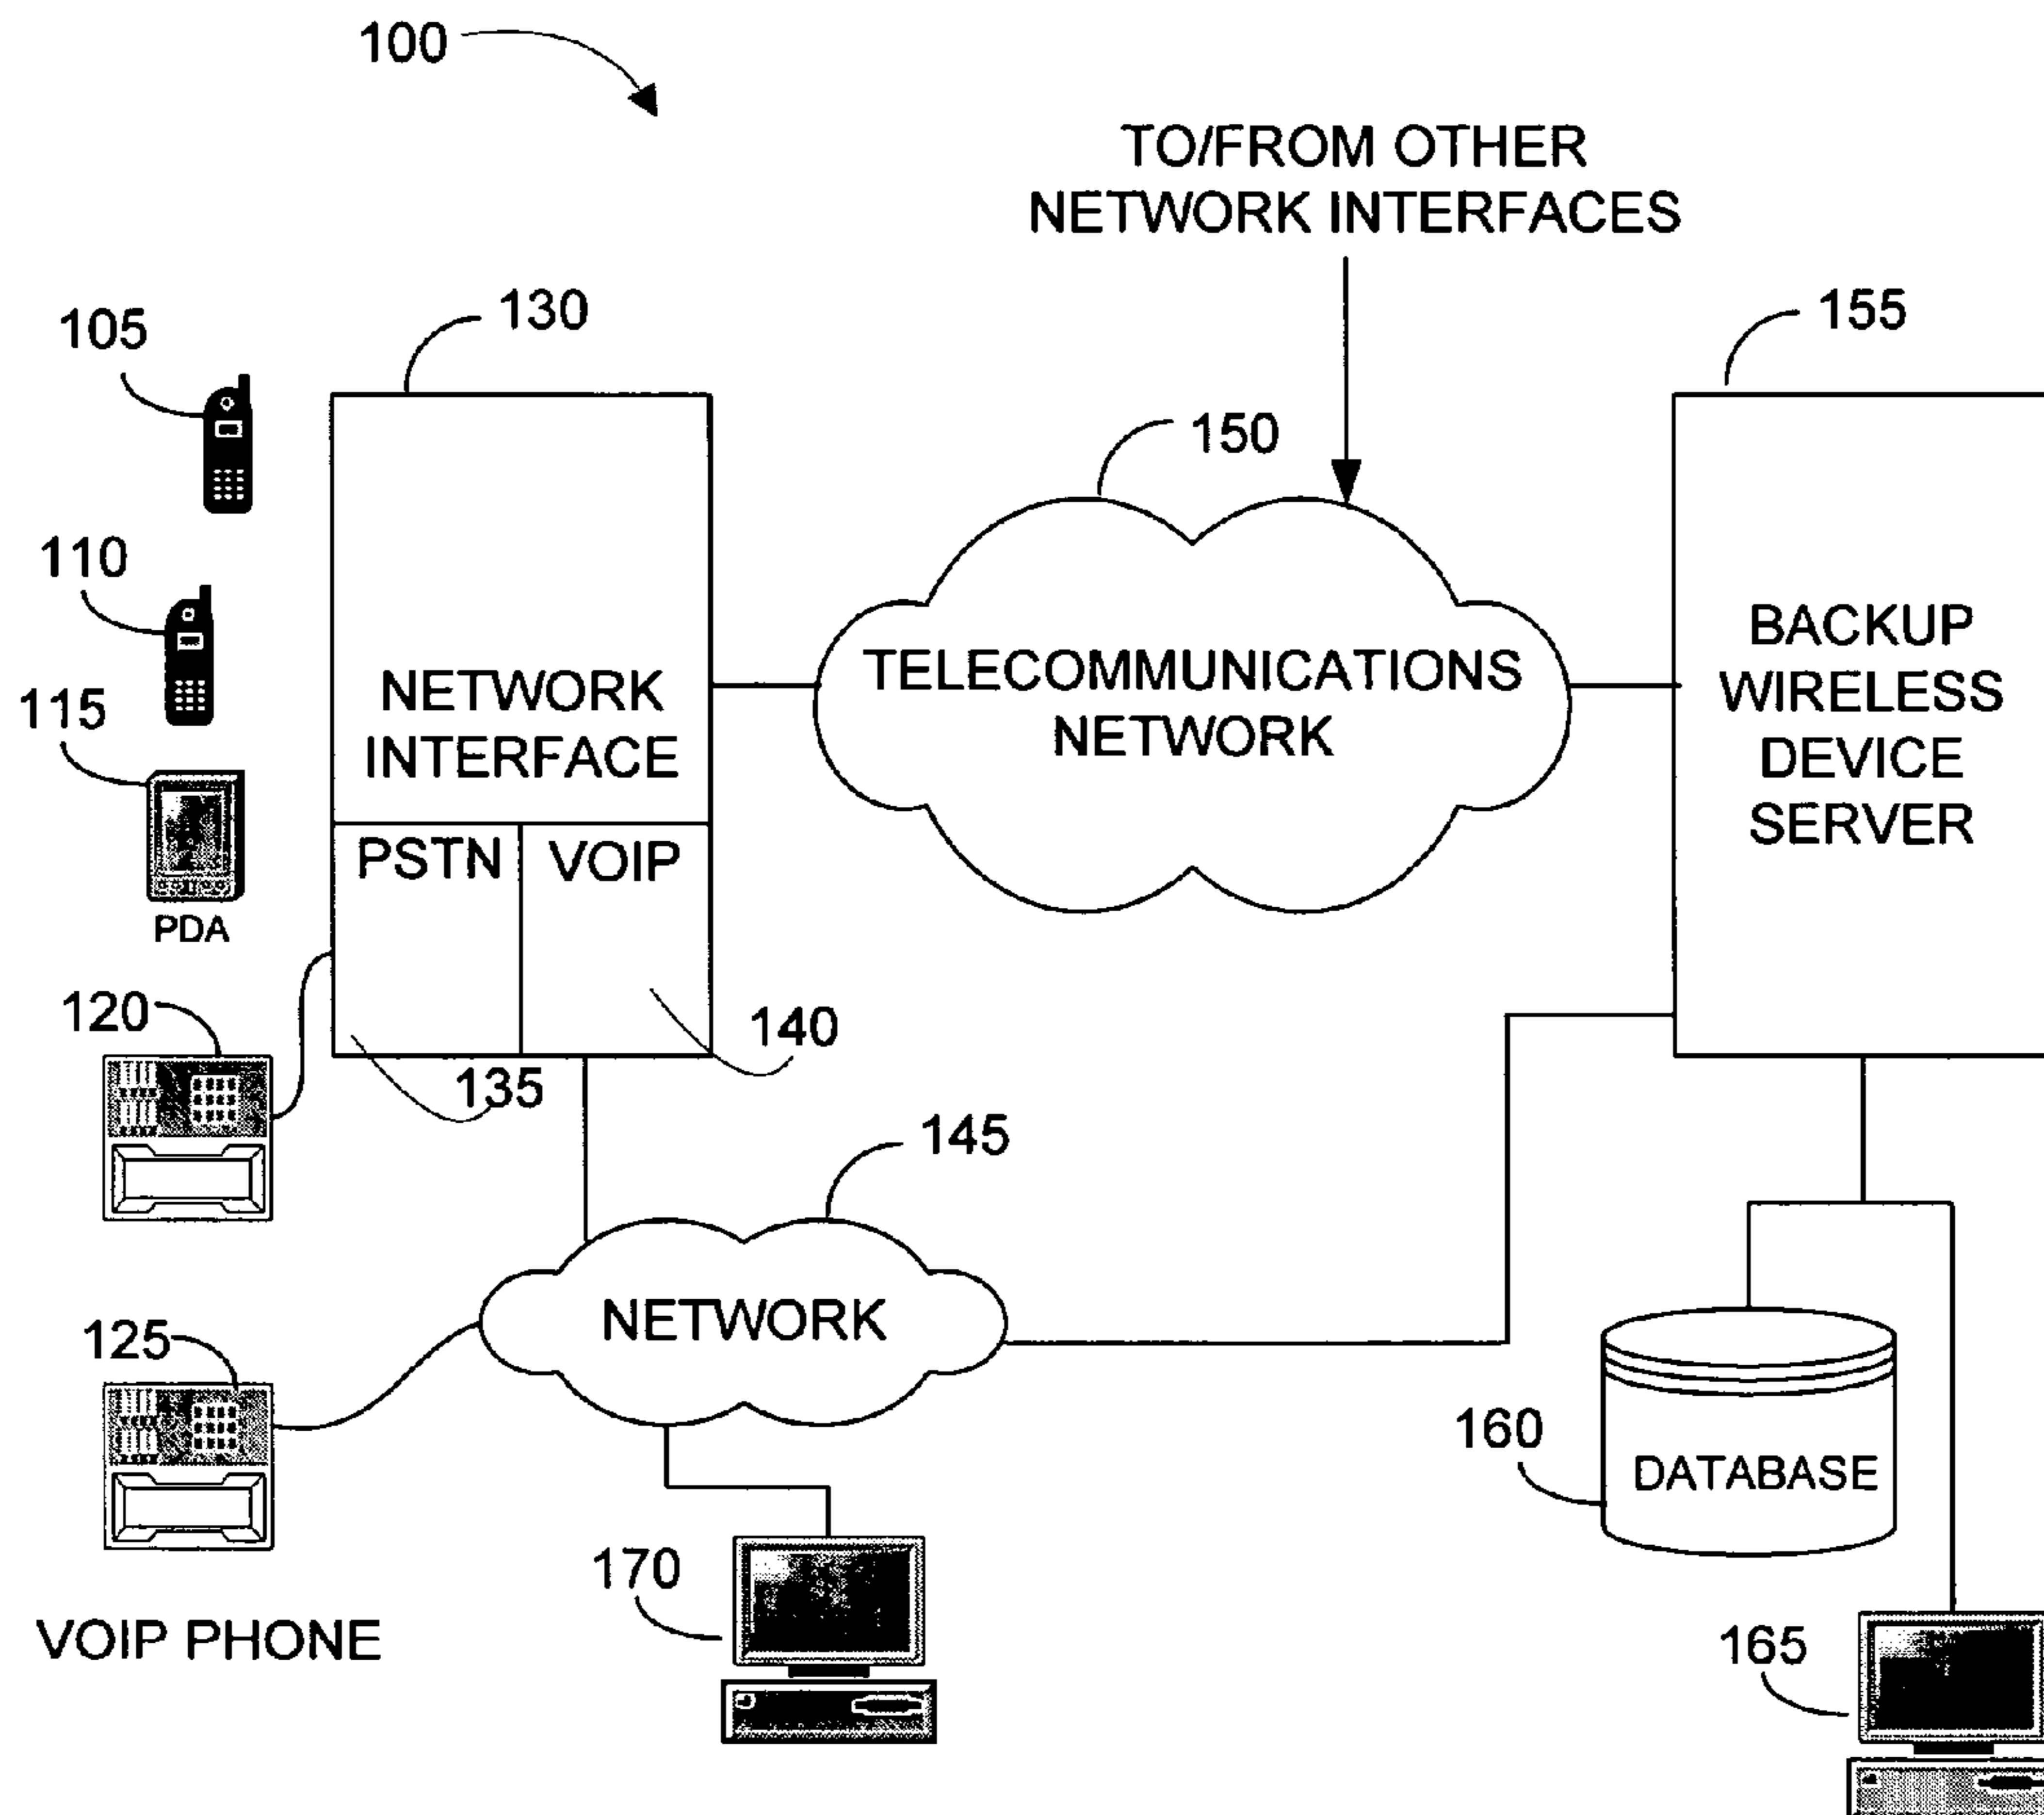 100
TO/FROM OTHER
NETWORK INTERFACES
105
130
155
150
110
115
NETWORK
INTERFACE
TELECOMMUNICATIONS
NETWORK
BACKUP
WIRELESS
DEVICE
SERVER
PSTN
VOIP
PDA
120
140
135
145
NETWORK
125
160
DATABASE
170
VOIP PHONE
165